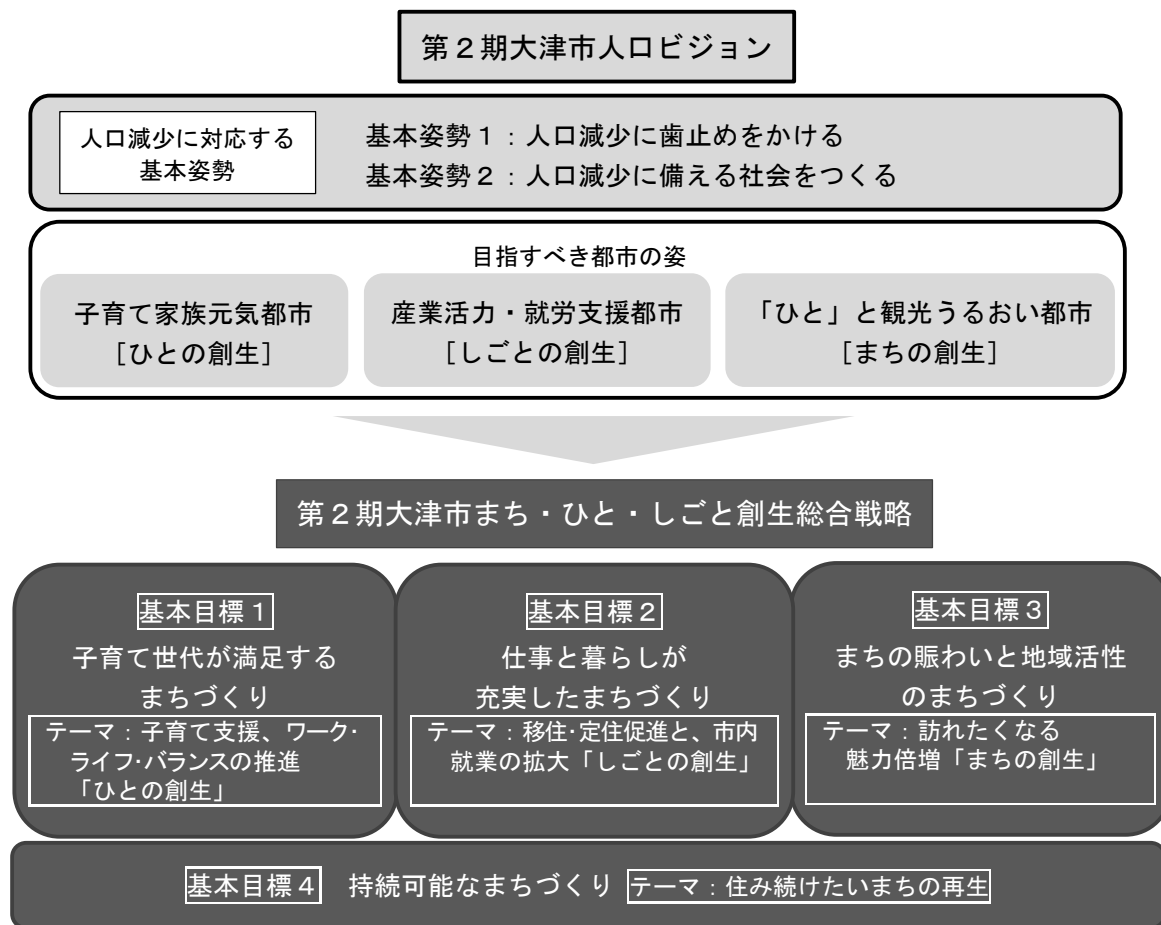 第２期大津市人口ビジョン
人口減少に対応する
基本姿勢
基本姿勢１：人口減少に歯止めをかける
基本姿勢２：人口減少に備える社会をつくる
目指すべき都市の姿
子育て家族元気都市
［ひとの創生］
産業活力・就労支援都市
［しごとの創生］
「ひと」と観光うるおい都市
［まちの創生］
第２期大津市まち・ひと・しごと創生総合戦略
基本目標１
子育て世代が満足する
まちづくり
テーマ：子育て支援、ワーク・
ライフ・バランスの推進
「ひとの創生」
基本目標２
仕事と暮らしが
充実したまちづくり
テーマ：移住・定住促進と、市内
就業の拡大「しごとの創生」
基本目標３
まちの賑わいと地域活性
のまちづくり
テーマ：訪れたくなる
魅力倍増「まちの創生」
基本目標４　持続可能なまちづくり　テーマ：住み続けたいまちの再生